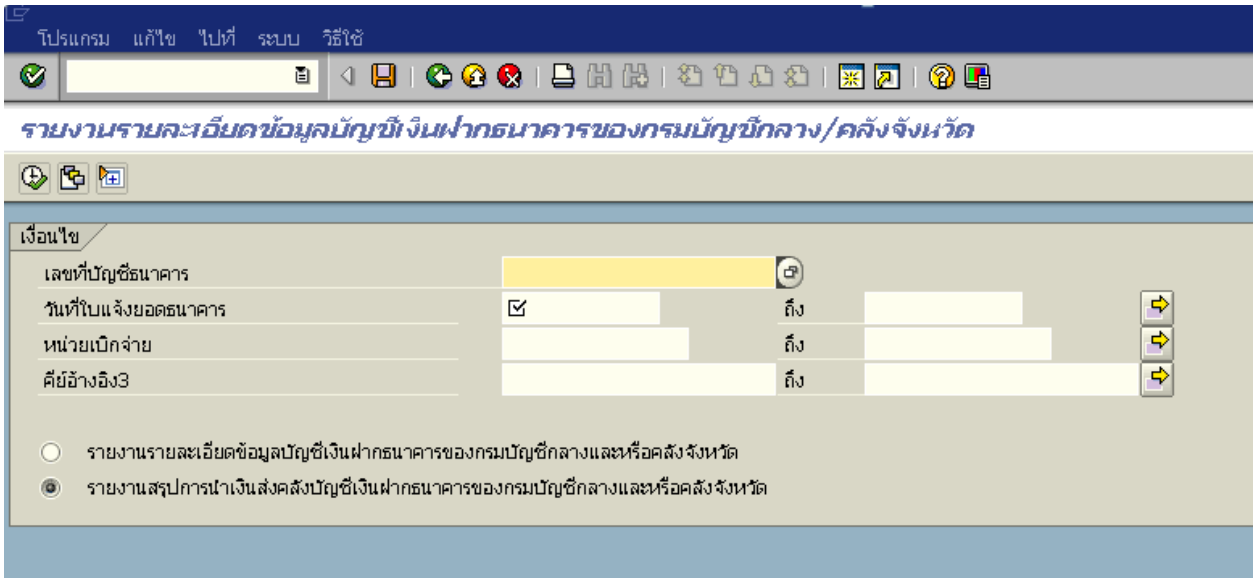 โปรแกรม แก้ไข ไปที่ ระบบ วิธีใช้
รายงานรายละเอียดข้อมูลบัญชีเงินฝากธนาคารของกรมบัญชีกลาง/คลังจังหวัด
เงื่อนไข
เลขที่บัญชีธนาคาร
วันที่ใบแจ้งยอดธนาคาร ถึง
หน่วยเบิกจ่าย ถึง
คีย์อ้างอิง3 ถึง
รายงานรายละเอียดข้อมูลบัญชีเงินฝากธนาคารของกรมบัญชีกลางและหรือคลังจังหวัด
รายงานสรุปการนำเงินส่งคลังบัญชีเงินฝากธนาคารของกรมบัญชีกลางและหรือคลังจังหวัด